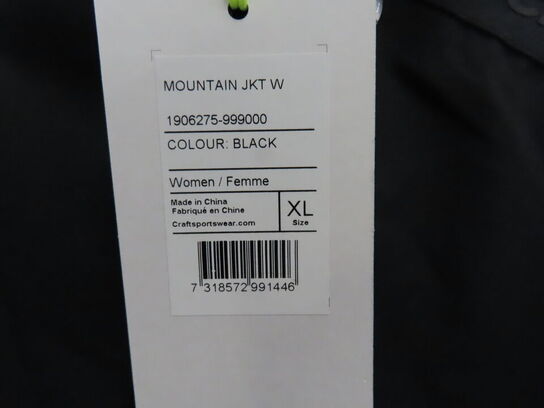 MOUNTAIN JKT W
1906275-999000
COLOUR: BLACK
Women / Femme
Made in China
Fabriqué en Chine
Craftsportswear.com
XL
Size
7 318572 991446